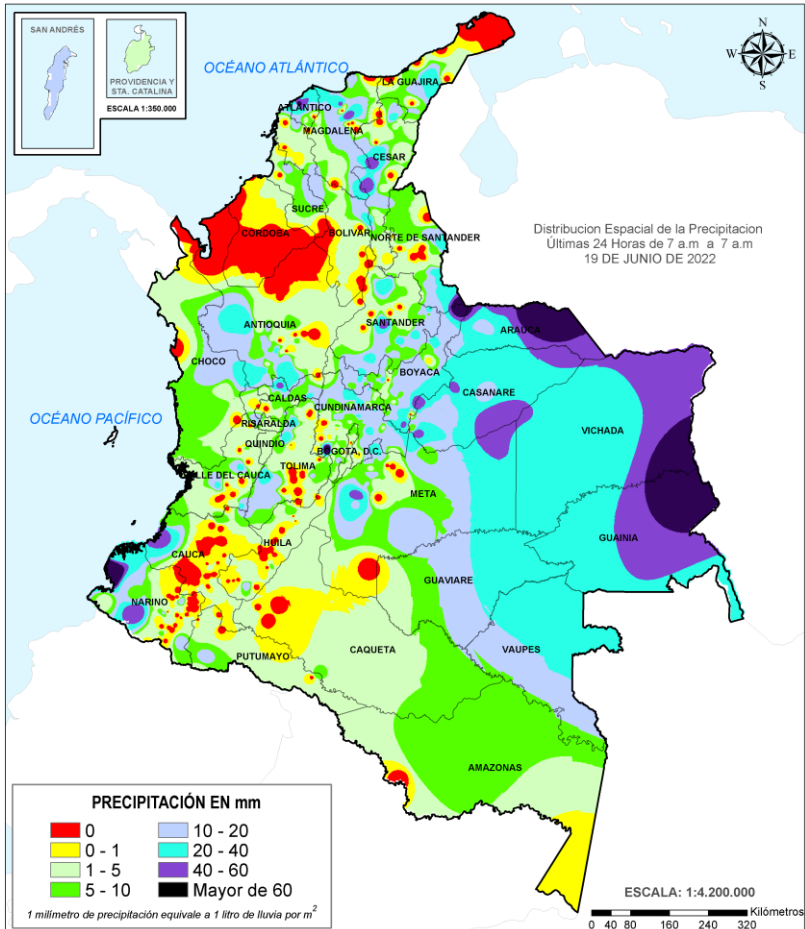 SAN ANDRÉS
PROVIDENCIA Y
STA. CATALINA
ESCALA 1:350.000
OCÉANO ATLÁNTICO
N
W
E
S
LA GUAJIRA
ATLÁNTICO
MAGDALENA
CESAR
SUCRE
CORDOBA
BOLIVAR
NORTE DE SANTANDER
Distribucion Espacial de la Precipitacion
Últimas 24 Horas de 7 a.m a 7 a.m
19 DE JUNIO DE 2022
ANTIOQUIA
SANTANDER
ARAUCA
CHOCO
BOYACA
CASANARE
CALDAS
CUNDINAMARCA
OCÉANO PACÍFICO
RISARALDA
VICHADA
QUINDIO
BOGOTA, D.C.
TOLIMA
VALLE DEL CAUCA
META
GUAINIA
CAUCA
HUILA
GUAVIARE
NARINO
CAQUETA
VAUPES
PUTUMAYO
AMAZONAS
PRECIPITACIÓN EN mm
0 10 - 20
0 - 1 20 - 40
1 - 5 40 - 60
5 - 10 Mayor de 60
1 milímetro de precipitación equivale a 1 litro de lluvia por m²
ESCALA: 1:4.200.000
Kilómetros
0 40 80 160 240 320